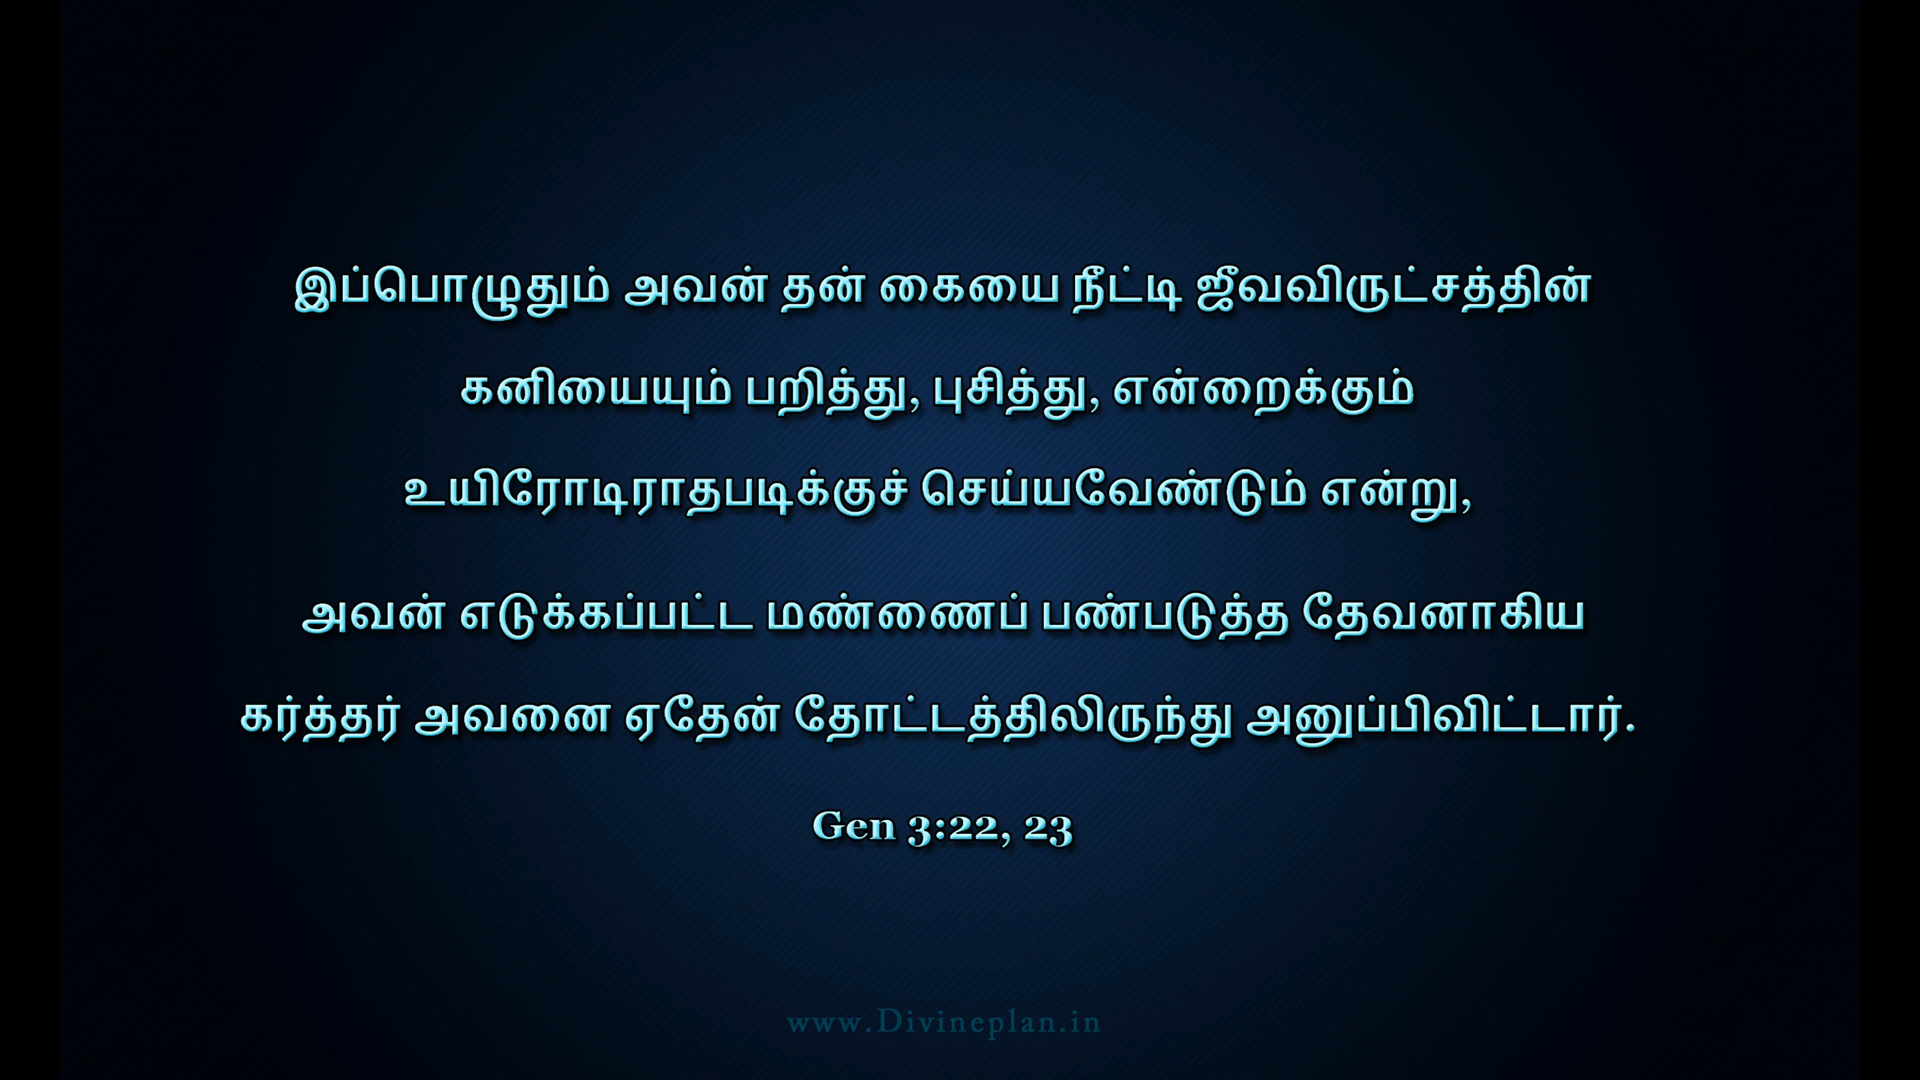 இப்பொழுதும் அவன் தன் கையை நீட்டி ஜீவவிருட்சத்தின்
கனியையும் பறித்து, புசித்து, என்றைக்கும்
உயிரோடிராதபடிக்குச் செய்யவேண்டும் என்று,
அவன் எடுக்கப்பட்ட மண்ணைப் பண்படுத்த தேவனாகிய
கர்த்தர் அவனை ஏதேன் தோட்டத்திலிருந்து அனுப்பிவிட்டார்.
Gen 3:22, 23
www.Divineplan.in